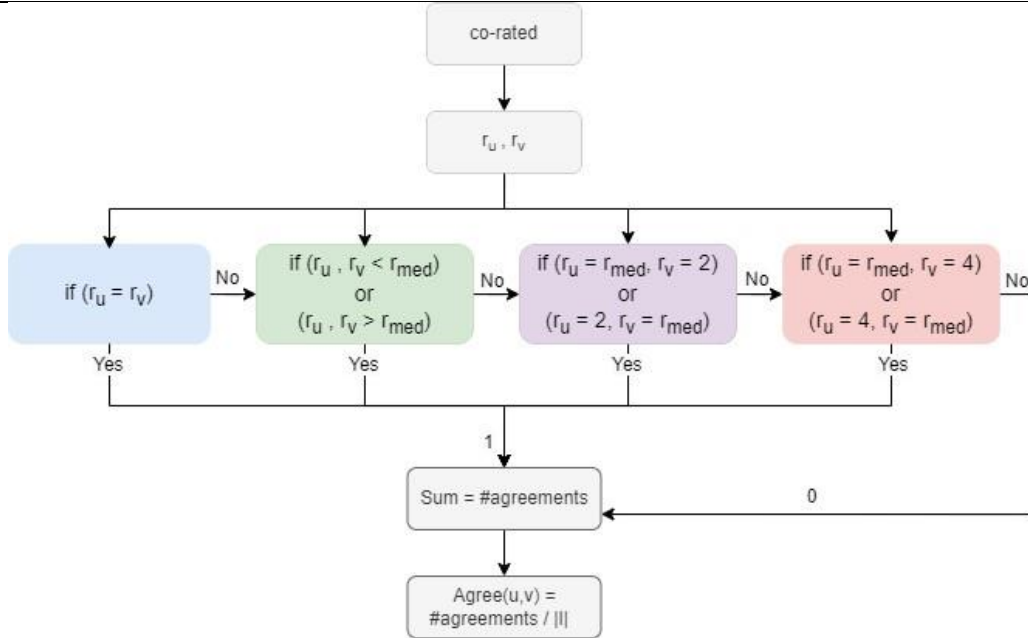 co-rated
r_u , r_v
if (r_u = r_v)
No
if (r_u , r_v < r_med)
or
(r_u , r_v > r_med)
No
if (r_u = r_med, r_v = 2)
or
(r_u = 2, r_v = r_med)
No
if (r_u = r_med, r_v = 4)
or
(r_u = 4, r_v = r_med)
No
Yes
Yes
Yes
Yes
1
Sum = #agreements
0
Agree(u,v) =
#agreements / |I|